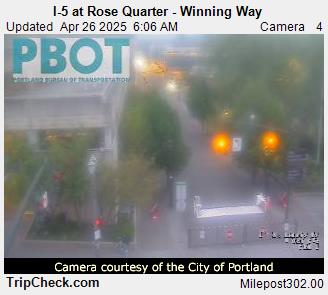 I-5 at Rose Quarter - Winning Way
Updated Apr 26 2025 6:06 AM Camera 4
PBOT
PORTLAND BUREAU OF TRANSPORTATION
Camera courtesy of the City of Portland
TripCheck.com Milepost302.00